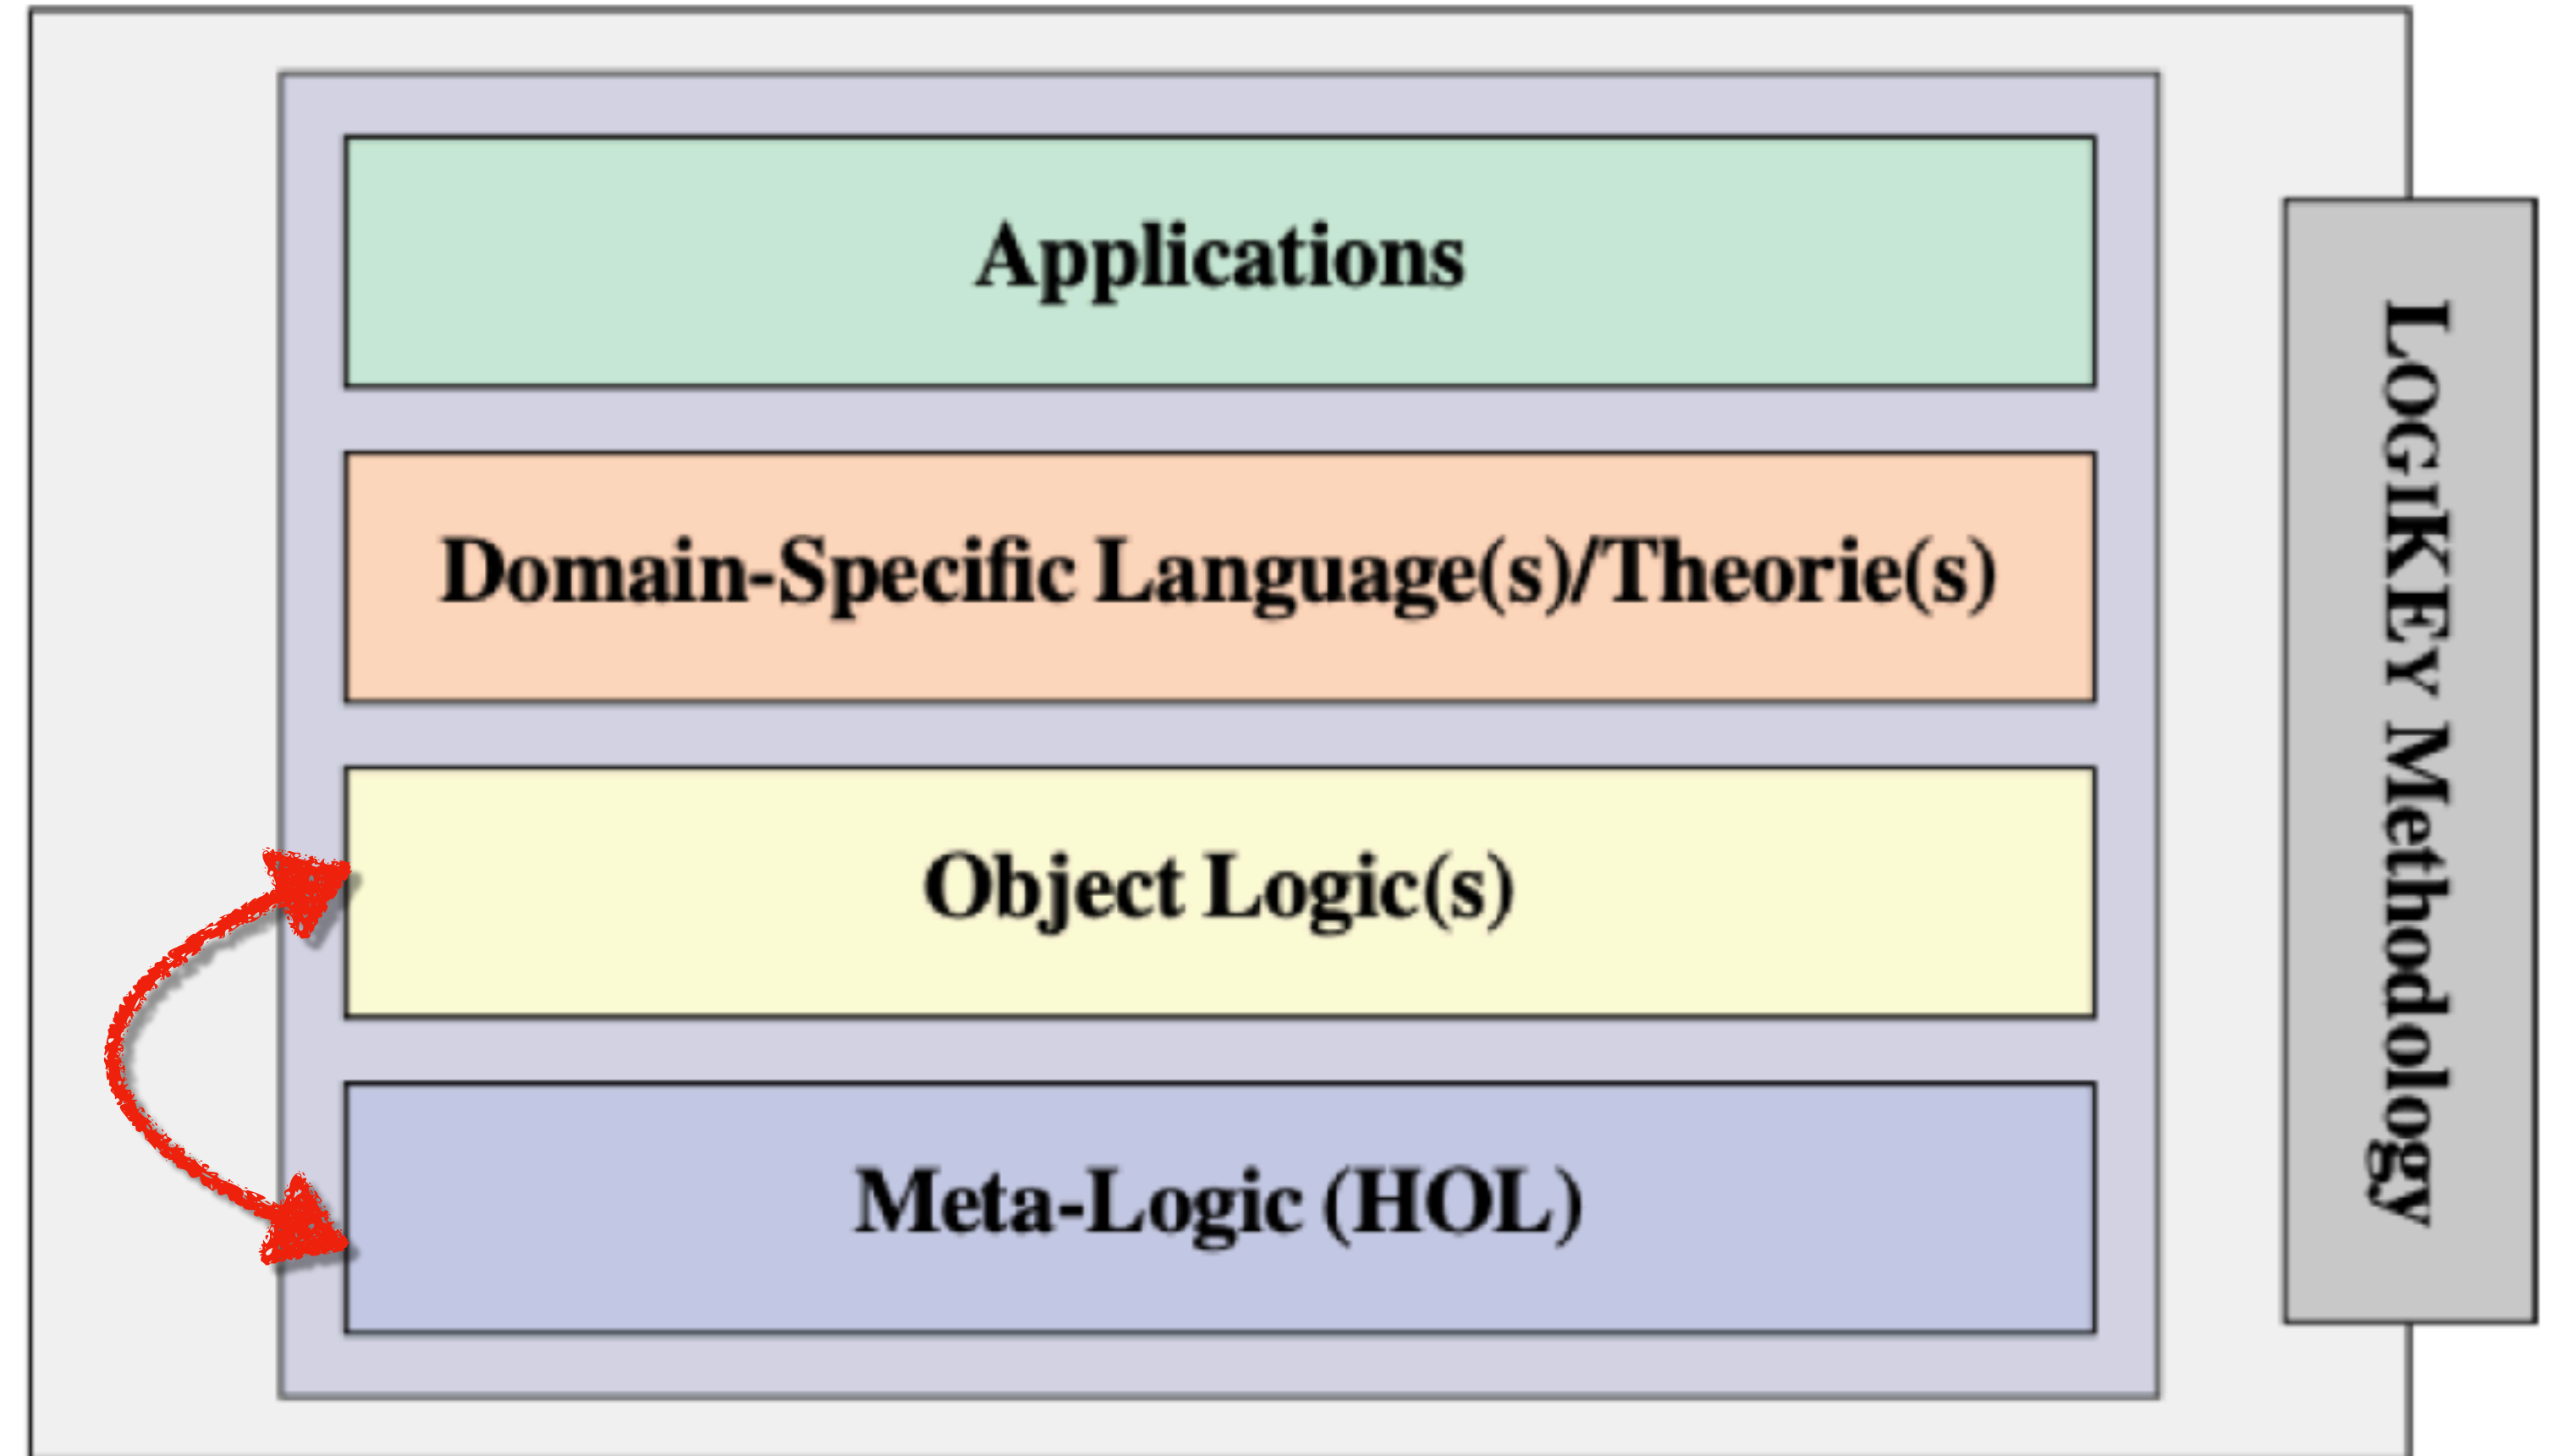 Applications
Domain-Specific Language(s)/Theorie(s)
Object Logic(s)
Meta-Logic (HOL)
LOGIKEY Methodology